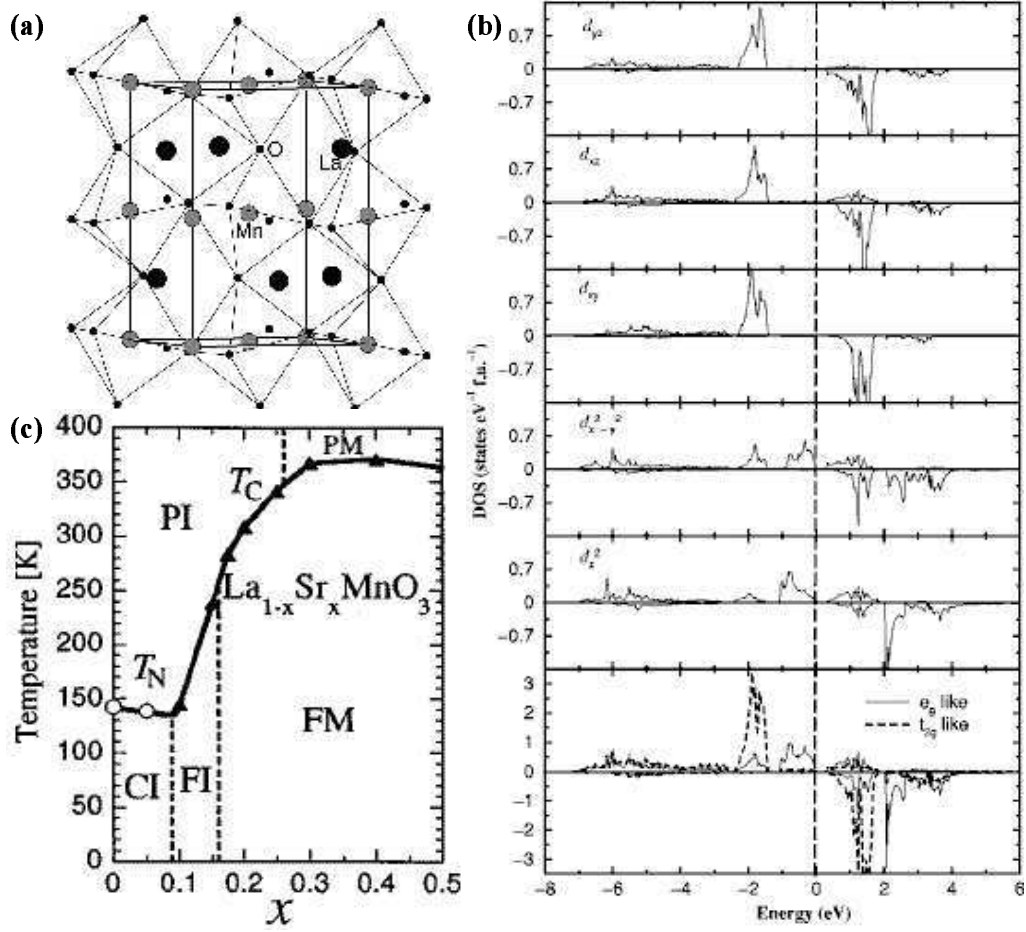 (a)
O
La
Mn
(b)
d_yz
0.7
0
−0.7
d_xz
0.7
0
−0.7
d_xy
0.7
0
−0.7
d_x²−y²
0.7
0
−0.7
d_z²
0.7
0
−0.7
3
2
1
0
−1
−2
−3
e_g like
t_2g like
DOS (states eV⁻¹ f.u.⁻¹)
−8 −6 −4 −2 0 2 4 6
Energy (eV)
(c)
400
350
300
250
200
150
100
50
0
Temperature [K]
PM
T_C
PI
La_1-xSr_xMnO_3
T_N
FM
CI
FI
0 0.1 0.2 0.3 0.4 0.5
x